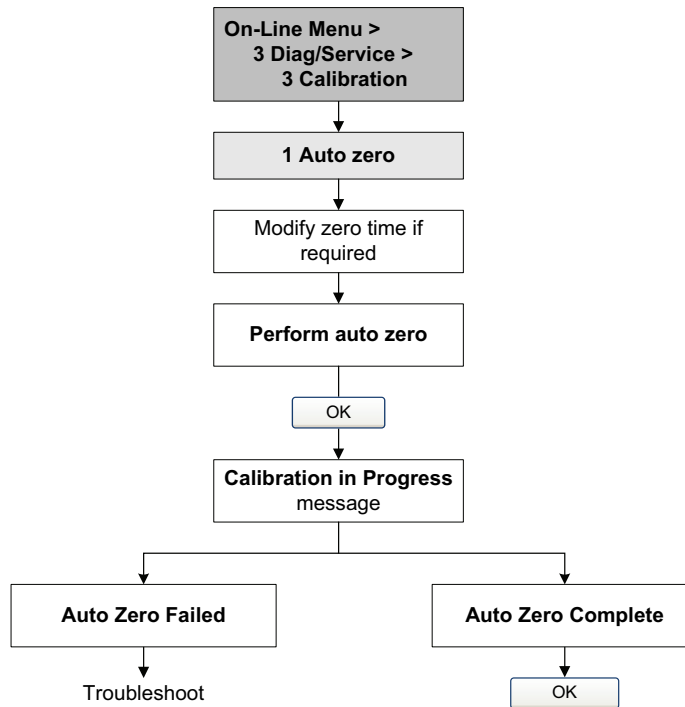 On-Line Menu >
3 Diag/Service >
3 Calibration
1 Auto zero
Modify zero time if
required
Perform auto zero
OK
Calibration in Progress
message
Auto Zero Failed
Auto Zero Complete
Troubleshoot
OK